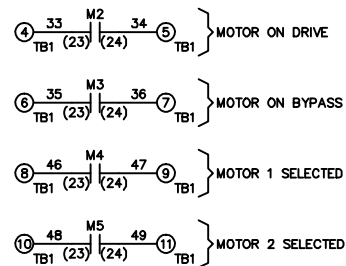 M2
4 33 34 5 MOTOR ON DRIVE
TB1 (23) (24) TB1
M3
6 35 36 7 MOTOR ON BYPASS
TB1 (23) (24) TB1
M4
8 46 47 9 MOTOR 1 SELECTED
TB1 (23) (24) TB1
M5
10 48 49 11 MOTOR 2 SELECTED
TB1 (23) (24) TB1